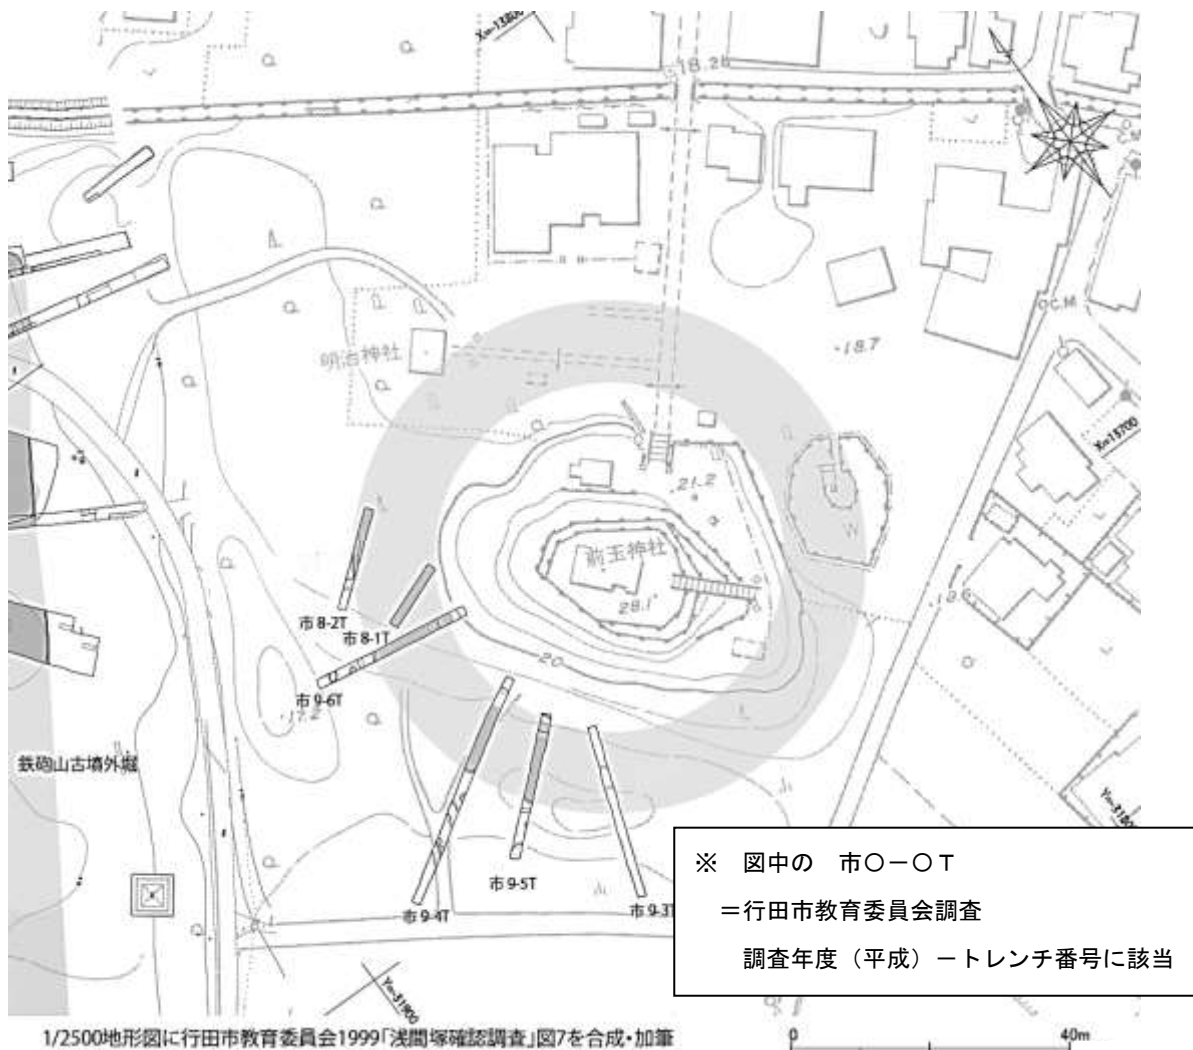 X=-13800
18.2
明治神社
-18.7
C.M
X=-13700
21.2
前玉神社
28.1
市 8-2T
市 8-1T
20
市 9-6T
-17.2
鉄砲山古墳外堀
市 9-5T
市 9-4T
市 9-3T
Y=-31900
※ 図中の 市〇－〇T
＝行田市教育委員会調査
調査年度（平成）－トレンチ番号に該当
1/2500地形図に行田市教育委員会1999「浅間塚確認調査」図7を合成・加筆
0 40m